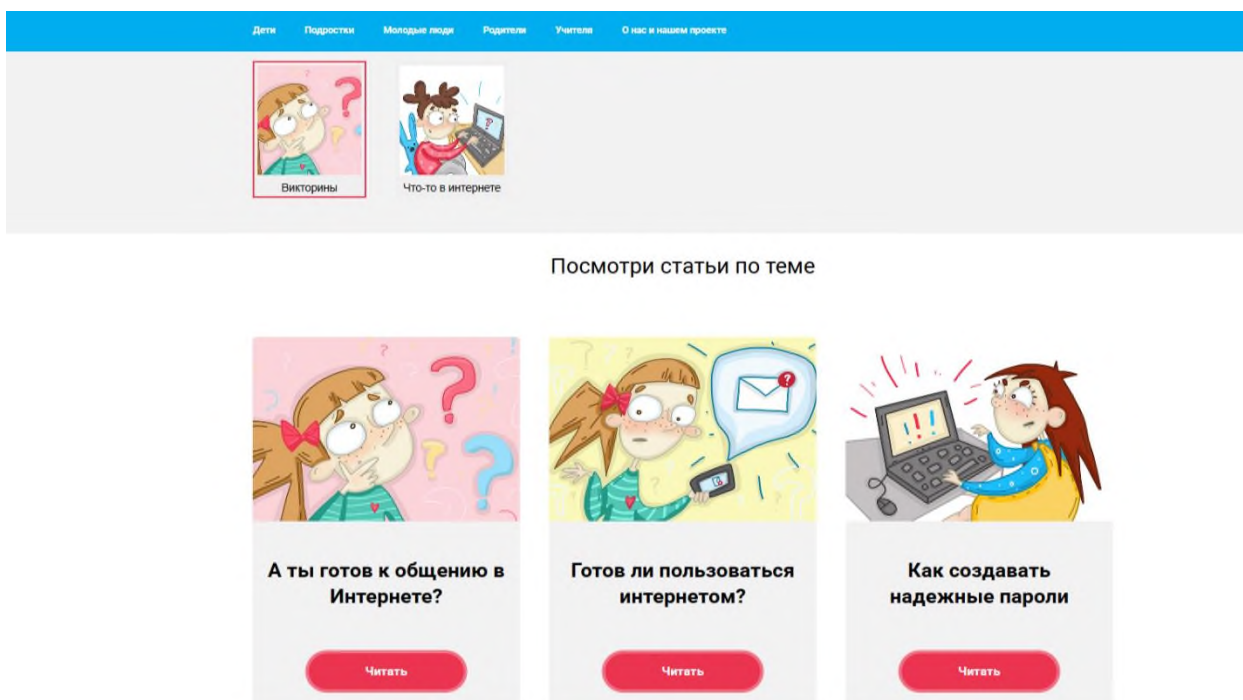 Дети Подростки Молодые люди Родители Учителя О нас и нашем проекте
Викторины
Что-то в интернете
Посмотри статьи по теме
А ты готов к общению в
Интернете?
Читать
Готов ли пользоваться
интернетом?
Читать
Как создавать
надежные пароли
Читать